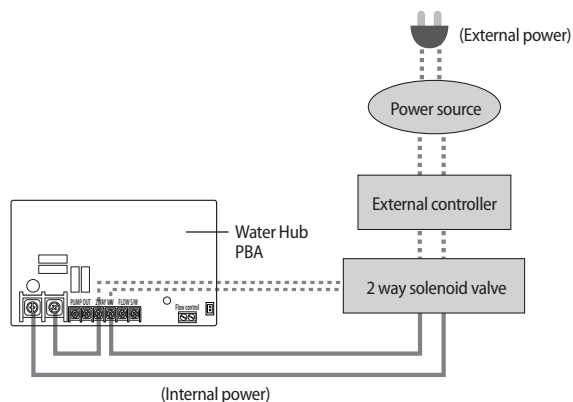 (External power)
Power source
External controller
Water Hub
PBA
2 way solenoid valve
PUMP OUT 2WAY V/V FLOW S/W
Flow control
(Internal power)